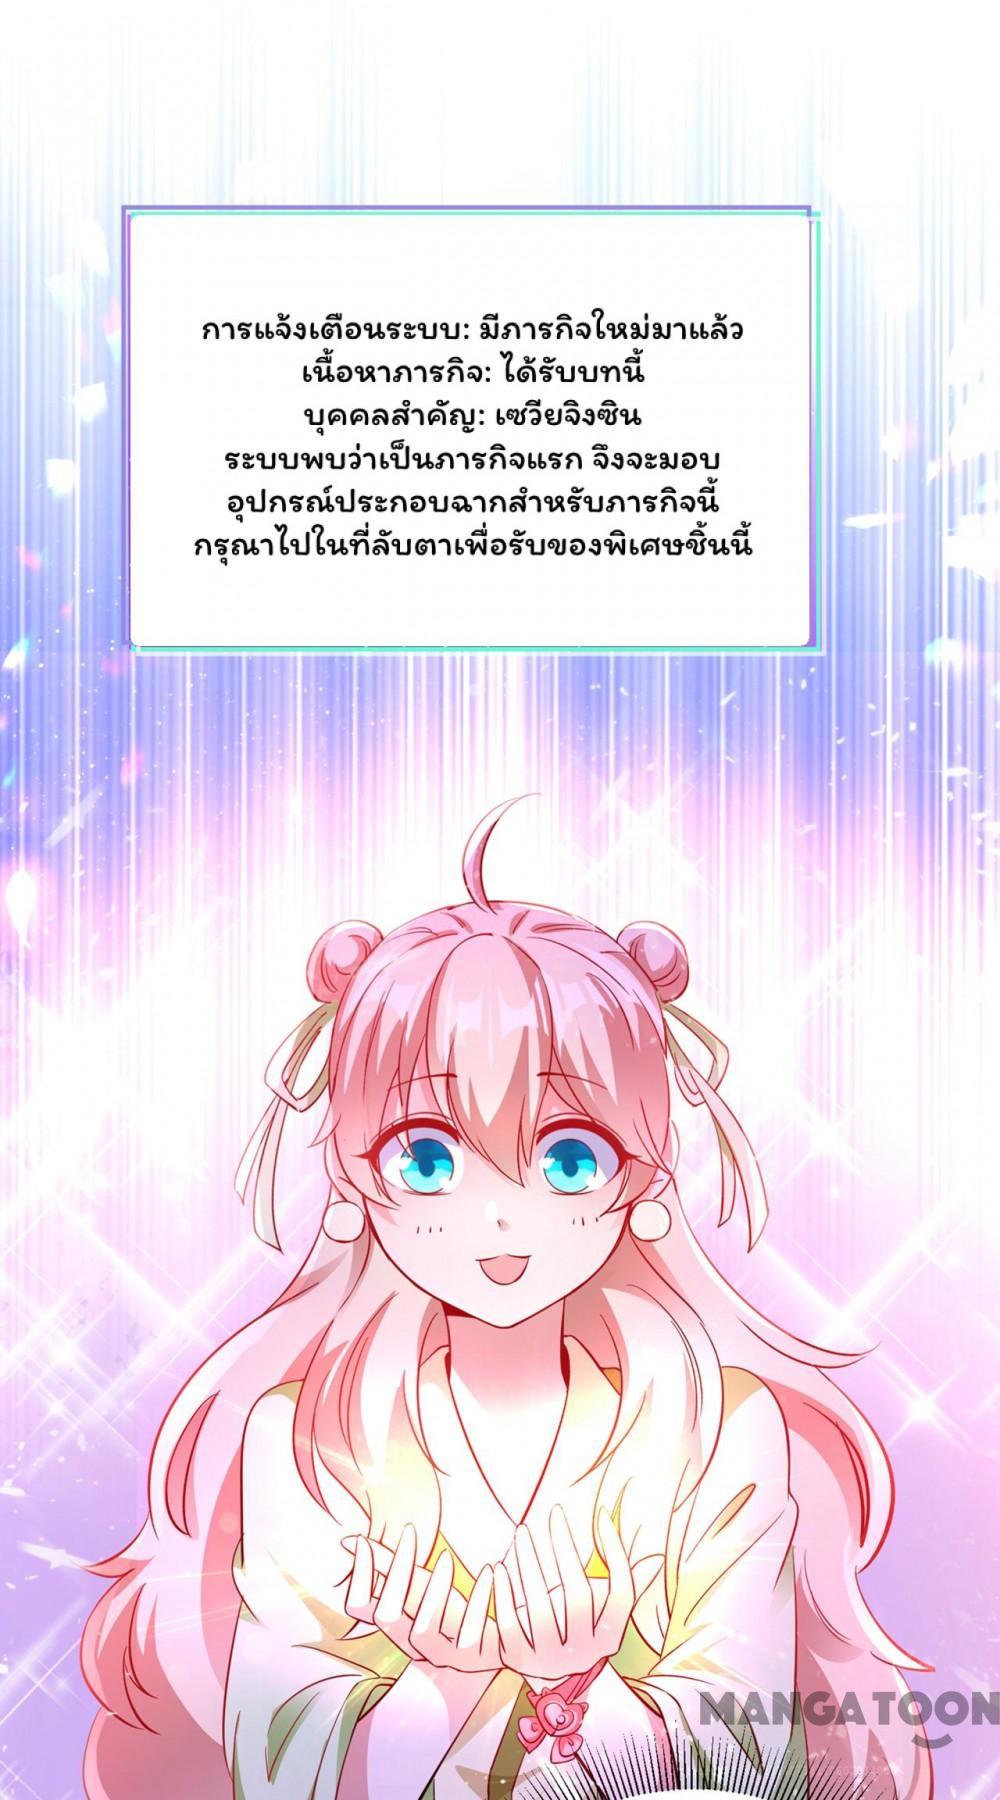 การแจ้งเตือนระบบ: มีภารกิจใหม่มาแล้ว
เนื้อหาภารกิจ: ได้รับบทนี้
บุคคลสำคัญ: เซวียจิงซิน
ระบบพบว่าเป็นภารกิจแรก จึงจะมอบ
อุปกรณ์ประกอบฉากสำหรับภารกิจนี้
กรุณาไปในที่ลับตาเพื่อรับของพิเศษชิ้นนี้
MANGATOON